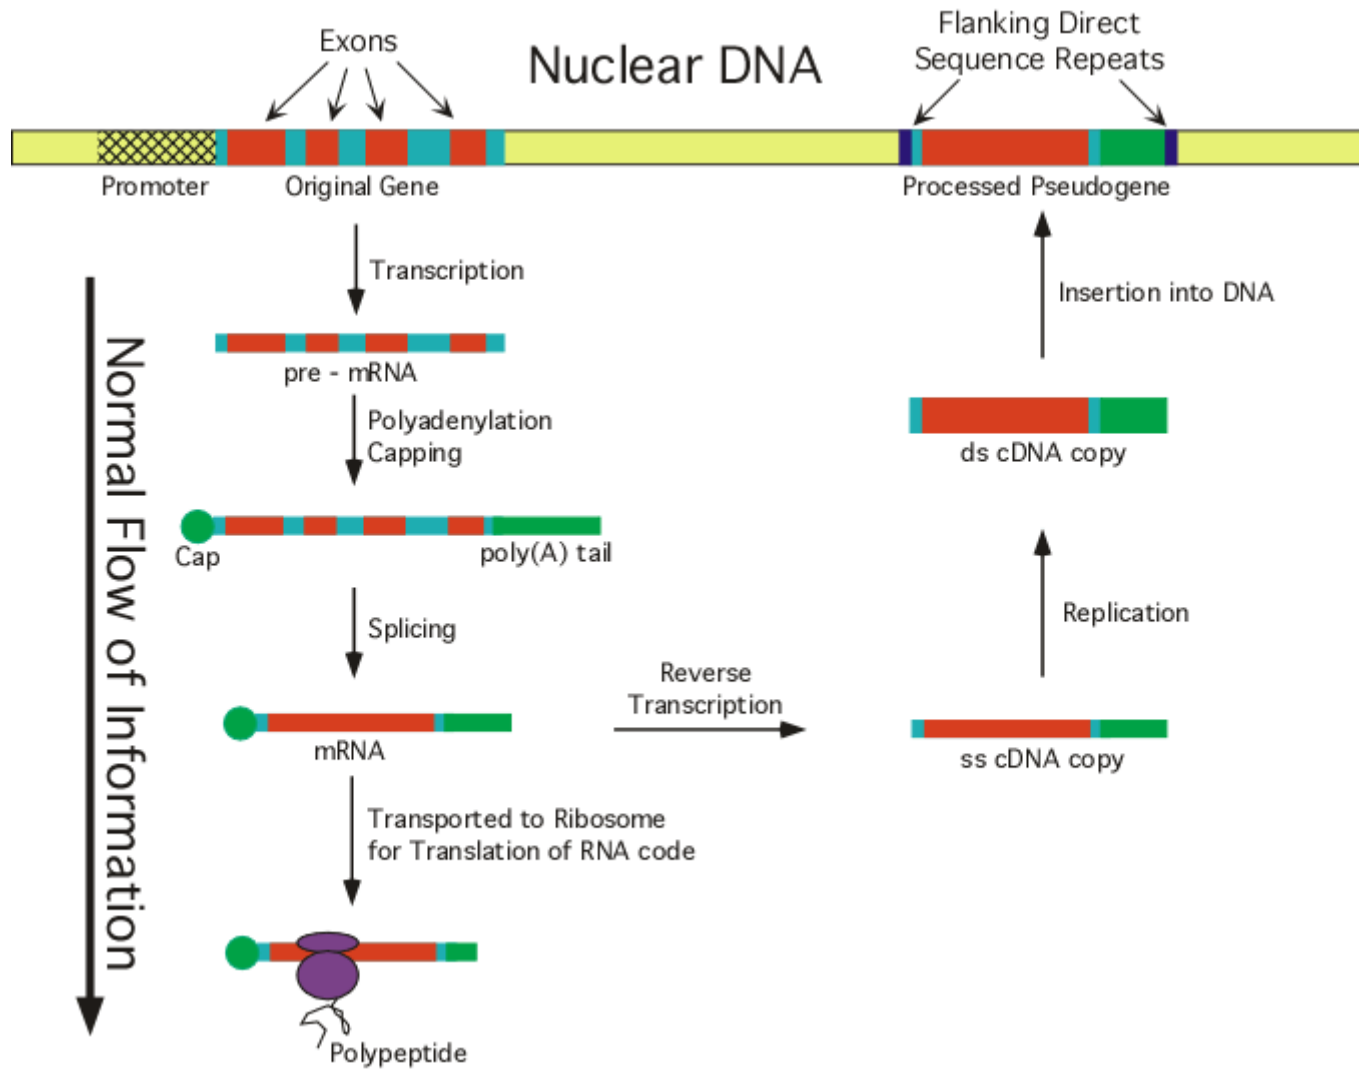 Exons
Nuclear DNA
Flanking Direct
Sequence Repeats
Promoter
Original Gene
Processed Pseudogene
Transcription
Insertion into DNA
pre - mRNA
Polyadenylation
Capping
ds cDNA copy
Cap
poly(A) tail
Splicing
Replication
Reverse
Transcription
mRNA
ss cDNA copy
Transported to Ribosome
for Translation of RNA code
Polypeptide
Normal Flow of Information